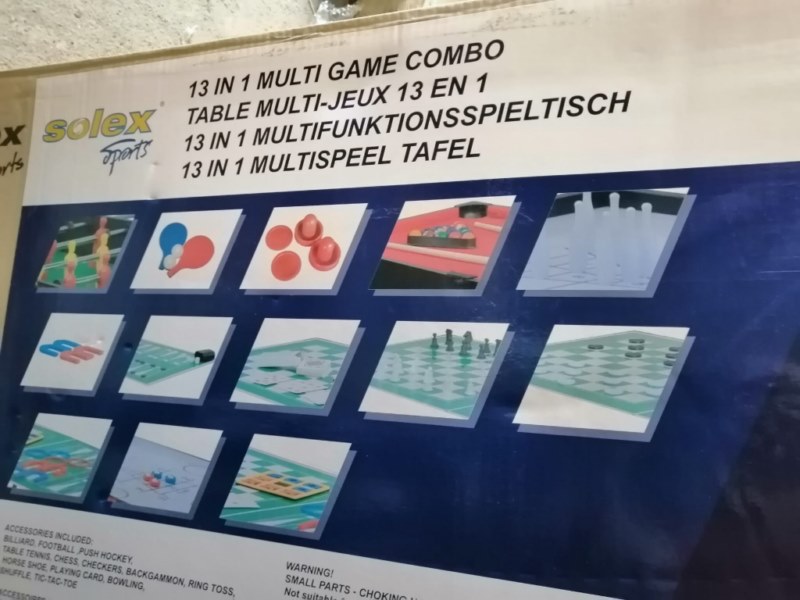 13 IN 1 MULTI GAME COMBO
TABLE MULTI-JEUX 13 EN 1
13 IN 1 MULTIFUNKTIONSSPIELTISCH
13 IN 1 MULTISPEEL TAFEL
solex
Sports
ACCESSORIES INCLUDED:
BILLIARD, FOOTBALL ,PUSH HOCKEY,
TABLE TENNIS, CHESS, CHECKERS, BACKGAMMON, RING TOSS,
HORSE SHOE, PLAYING CARD, BOWLING,
SHUFFLE, TIC-TAC-TOE
WARNING!
SMALL PARTS - CHOKING
Not suitable